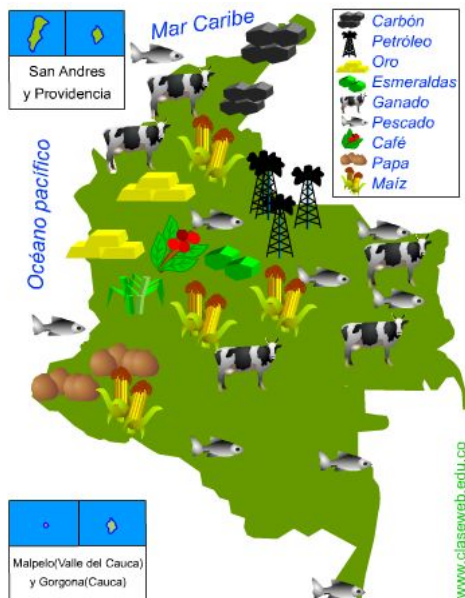 Mar Caribe
San Andres
y Providencia
Carbón
Petróleo
Oro
Esmeraldas
Ganado
Pescado
Café
Papa
Maíz
Océano pacífico
Malpelo(Valle del Cauca)
y Gorgona(Cauca)
www.claseweb.edu.co